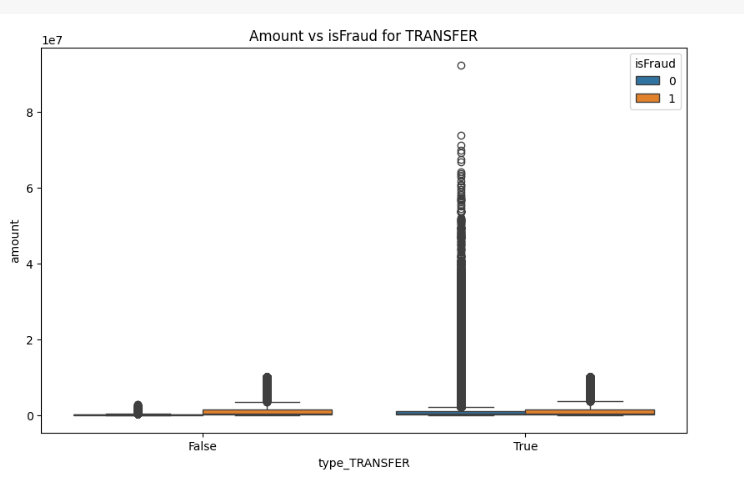 Amount vs isFraud for TRANSFER
1e7
isFraud
0
1
8
6
4
2
0
amount
False
True
type_TRANSFER